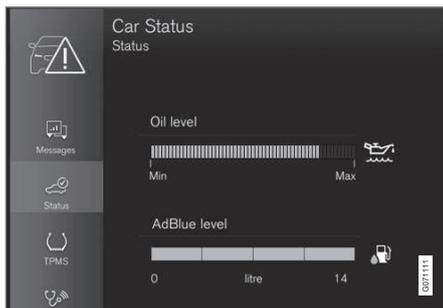 Car Status
Status
Messages
Status
TPMS
Oil level
Min Max
AdBlue level
0 litre 14
G071111